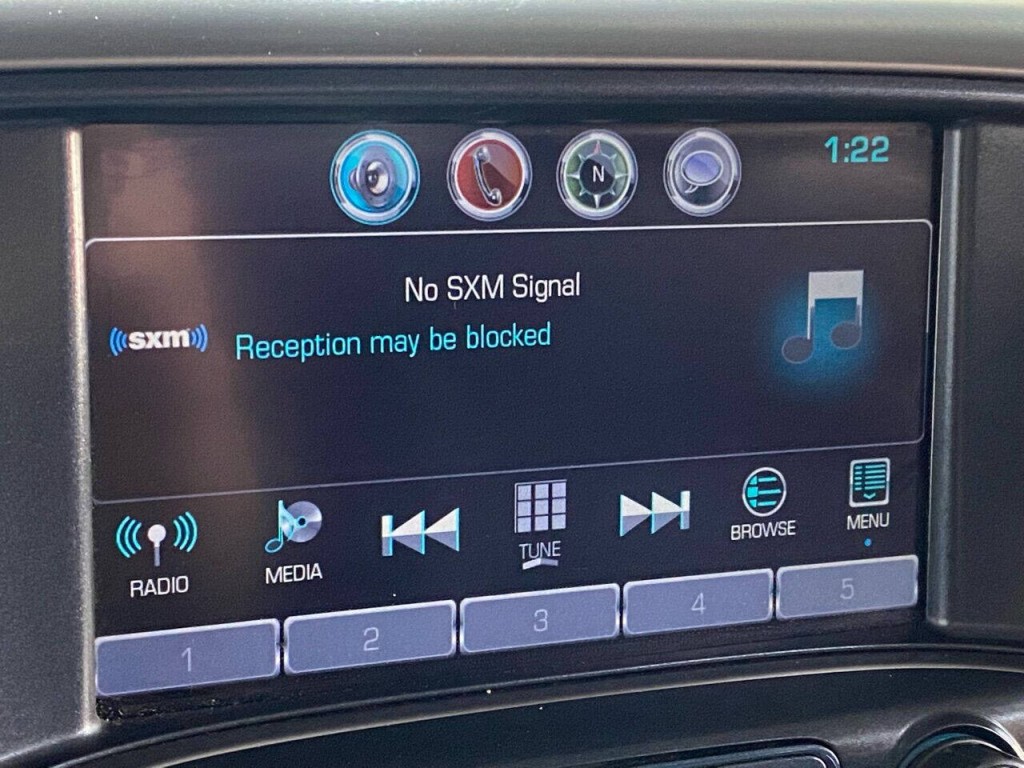 N
1:22
No SXM Signal
((sxm))
Reception may be blocked
RADIO
MEDIA
TUNE
BROWSE
MENU
1
2
3
4
5